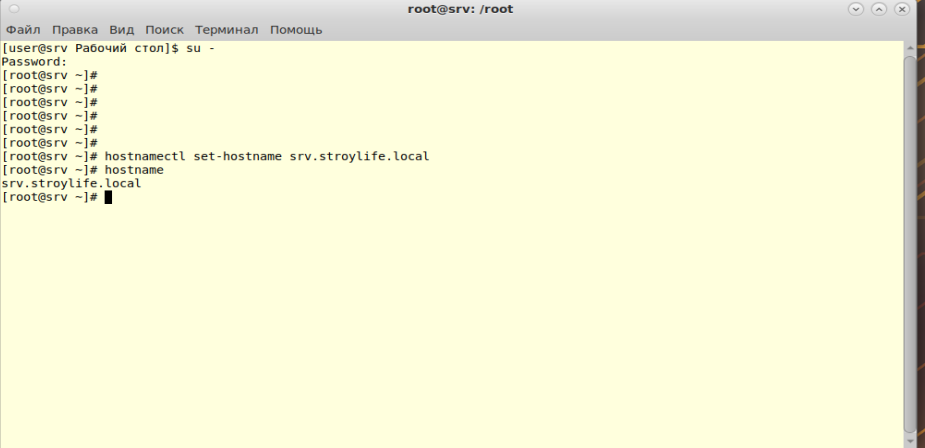 root@srv: /root
Файл Правка Вид Поиск Терминал Помощь
[user@srv Рабочий стол]$ su -
Password:
[root@srv ~]#
[root@srv ~]#
[root@srv ~]#
[root@srv ~]#
[root@srv ~]#
[root@srv ~]#
[root@srv ~]# hostnamectl set-hostname srv.stroylife.local
[root@srv ~]# hostname
srv.stroylife.local
[root@srv ~]#